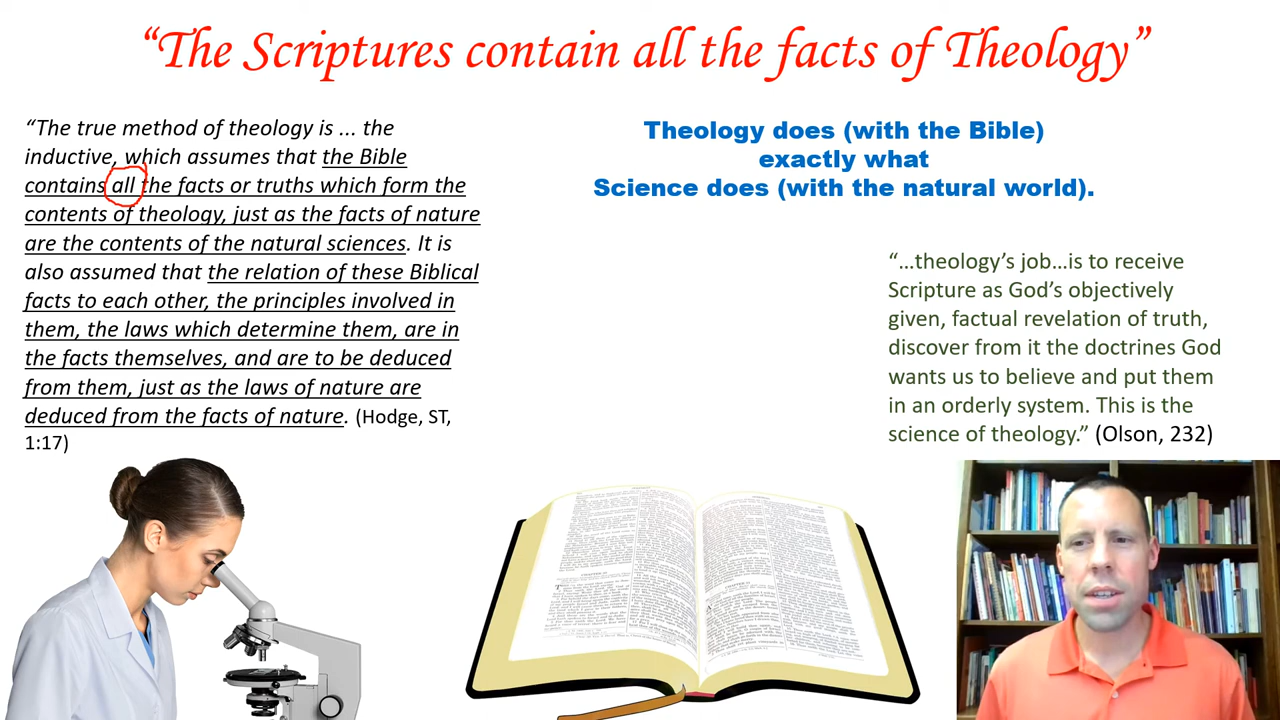 “The Scriptures contain all the facts of Theology”
“The true method of theology is ... the
inductive, which assumes that the Bible
contains all the facts or truths which form the
contents of theology, just as the facts of nature
are the contents of the natural sciences. It is
also assumed that the relation of these Biblical
facts to each other, the principles involved in
them, the laws which determine them, are in
the facts themselves, and are to be deduced
from them, just as the laws of nature are
deduced from the facts of nature. (Hodge, ST,
1:17)
Theology does (with the Bible)
exactly what
Science does (with the natural world).
“…theology’s job…is to receive
Scripture as God’s objectively
given, factual revelation of truth,
discover from it the doctrines God
wants us to believe and put them
in an orderly system. This is the
science of theology.” (Olson, 232)